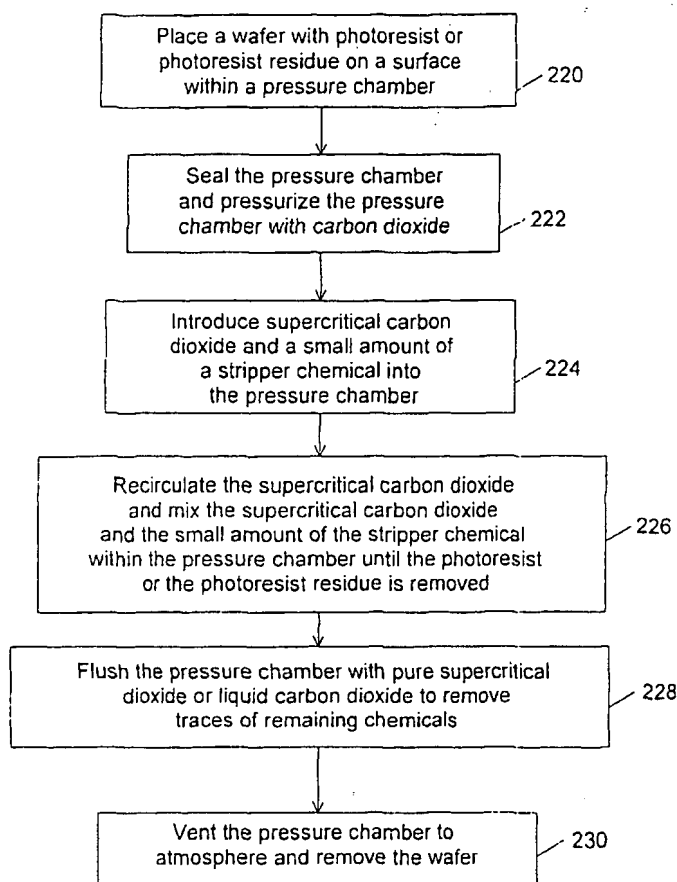 Place a wafer with photoresist or
photoresist residue on a surface
within a pressure chamber
220
Seal the pressure chamber
and pressurize the pressure
chamber with carbon dioxide
222
Introduce supercritical carbon
dioxide and a small amount of
a stripper chemical into
the pressure chamber
224
Recirculate the supercritical carbon dioxide
and mix the supercritical carbon dioxide
and the small amount of the stripper chemical
within the pressure chamber until the photoresist
or the photoresist residue is removed
226
Flush the pressure chamber with pure supercritical
dioxide or liquid carbon dioxide to remove
traces of remaining chemicals
228
Vent the pressure chamber to
atmosphere and remove the wafer
230